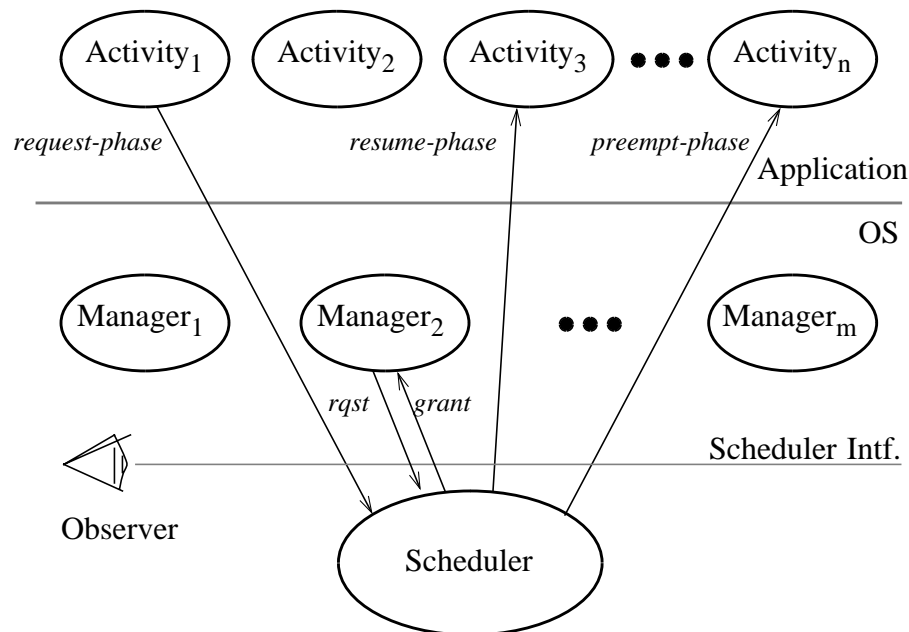 Activity1 Activity2 Activity3 Activityn
request-phase resume-phase preempt-phase
Application
OS
Manager1 Manager2 Managerm
rqst grant
Scheduler Intf.
Observer
Scheduler